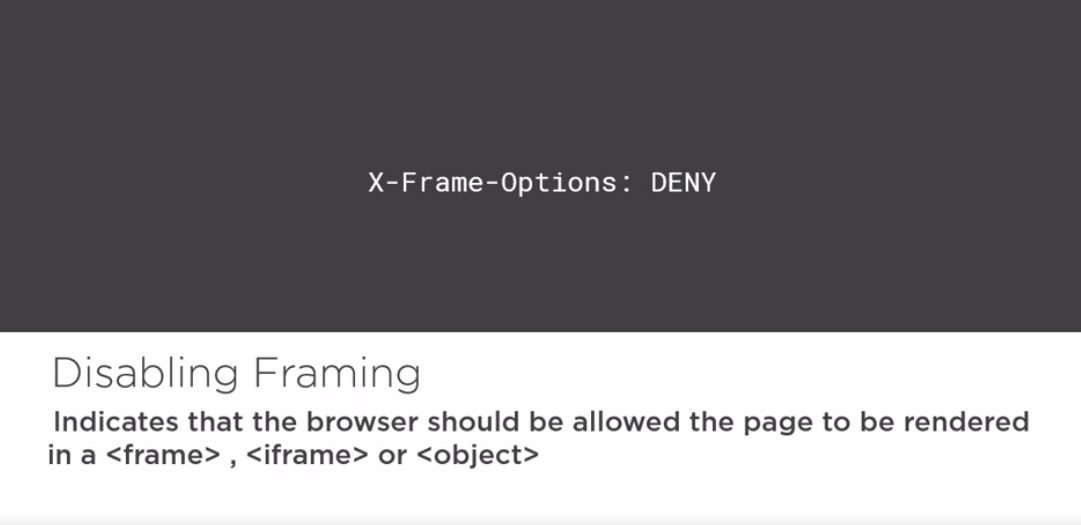 X-Frame-Options: DENY
Disabling Framing
Indicates that the browser should be allowed the page to be rendered
in a <frame> , <iframe> or <object>